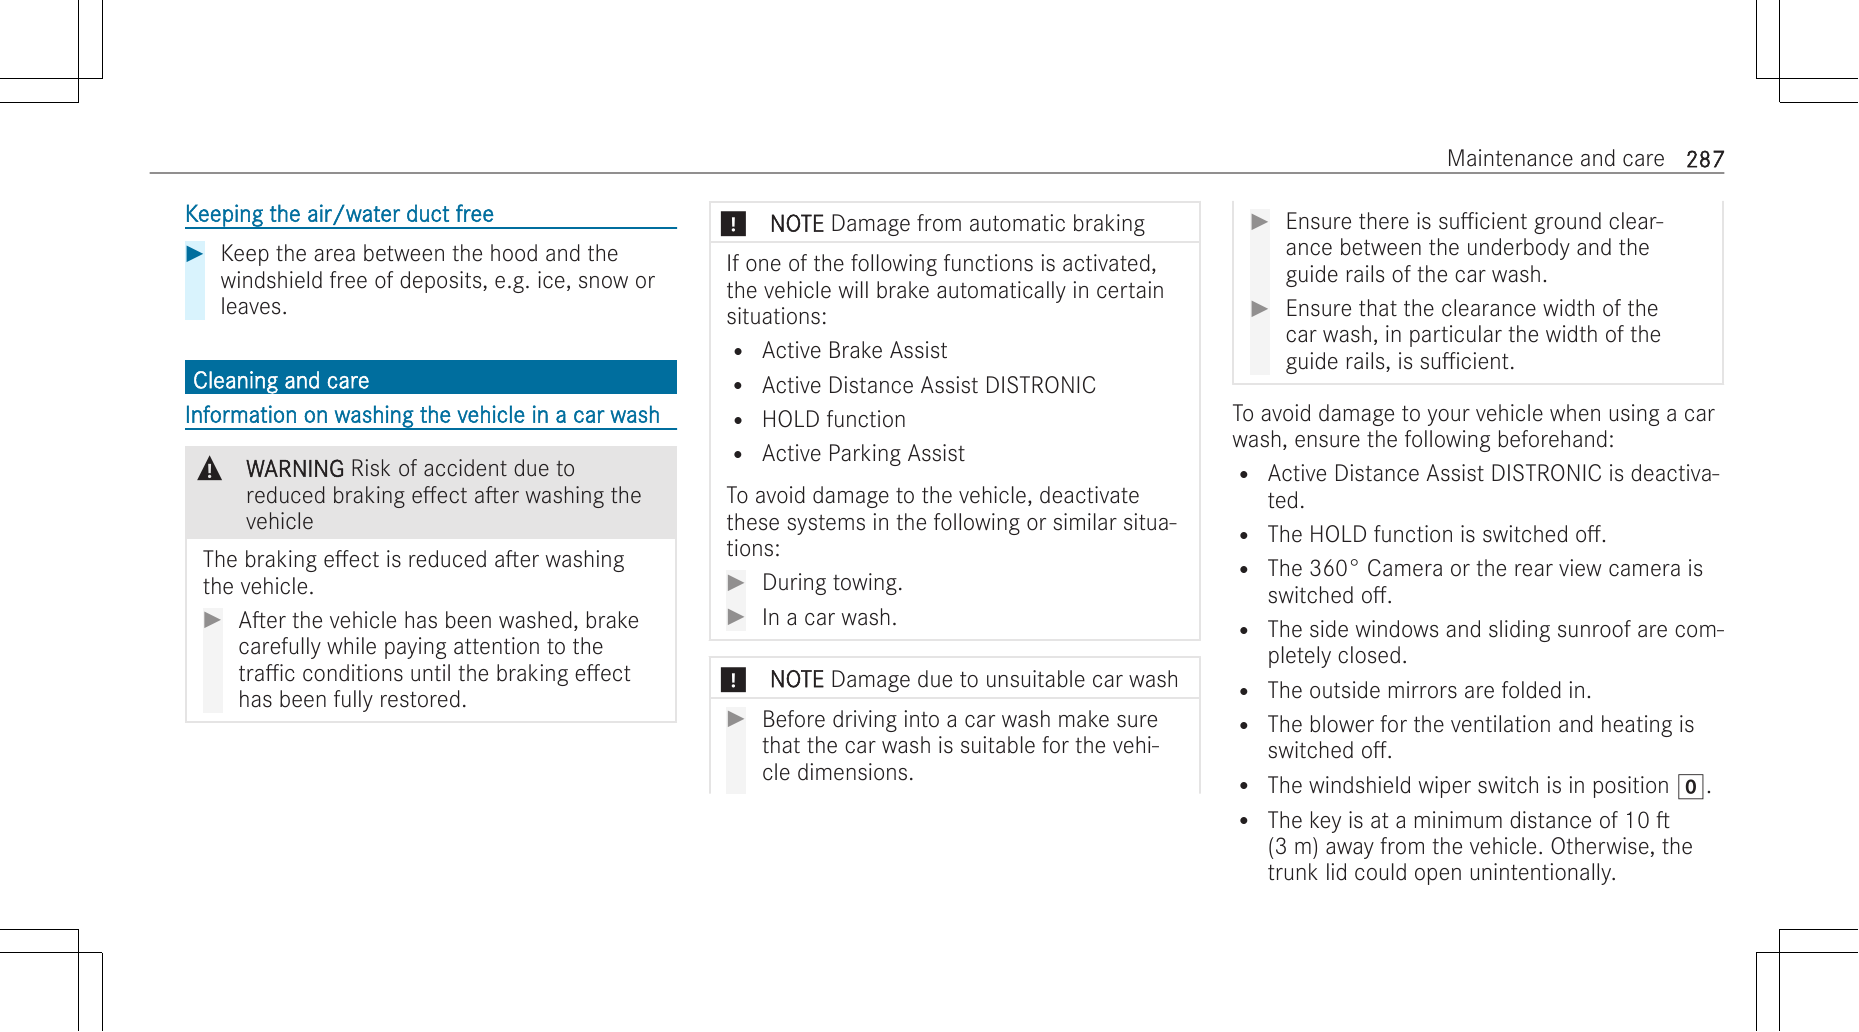 Maintenance and care 287
Keeping the air/water duct free
Keep the area between the hood and the
windshield free of deposits, e.g. ice, snow or
leaves.
Cleaning and care
Information on washing the vehicle in a car wash
WARNING Risk of accident due to
reduced braking effect after washing the
vehicle
The braking effect is reduced after washing
the vehicle.
After the vehicle has been washed, brake
carefully while paying attention to the
traffic conditions until the braking effect
has been fully restored.
NOTE Damage from automatic braking
If one of the following functions is activated,
the vehicle will brake automatically in certain
situations:
• Active Brake Assist
• Active Distance Assist DISTRONIC
• HOLD function
• Active Parking Assist
To avoid damage to the vehicle, deactivate
these systems in the following or similar situa-
tions:
During towing.
In a car wash.
NOTE Damage due to unsuitable car wash
Before driving into a car wash make sure
that the car wash is suitable for the vehi-
cle dimensions.
Ensure there is sufficient ground clear-
ance between the underbody and the
guide rails of the car wash.
Ensure that the clearance width of the
car wash, in particular the width of the
guide rails, is sufficient.
To avoid damage to your vehicle when using a car
wash, ensure the following beforehand:
• Active Distance Assist DISTRONIC is deactiva-
ted.
• The HOLD function is switched off.
• The 360° Camera or the rear view camera is
switched off.
• The side windows and sliding sunroof are com-
pletely closed.
• The outside mirrors are folded in.
• The blower for the ventilation and heating is
switched off.
• The windshield wiper switch is in position 0.
• The key is at a minimum distance of 10 ft
(3 m) away from the vehicle. Otherwise, the
trunk lid could open unintentionally.